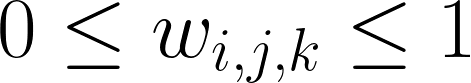 0 ≤ w_{i,j,k} ≤ 1